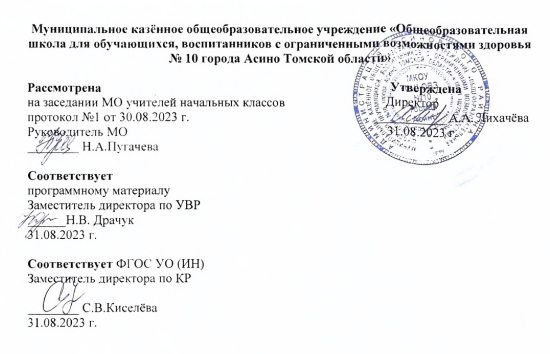 Муниципальное казённое общеобразовательное учреждение «Общеобразовательная
школа для обучающихся, воспитанников с ограниченными возможностями здоровья
№ 10 города Асино Томской области»
Рассмотрена
на заседании МО учителей начальных классов
протокол №1 от 30.08.2023 г.
Руководитель МО
Н.А.Пугачева
Утверждена
Директор
А.А. Лихачёва
31.08.2023 г.
МКОУ
Соответствует
программному материалу
Заместитель директора по УВР
Н.В. Драчук
31.08.2023 г.
Соответствует ФГОС УО (ИН)
Заместитель директора по КР
С.В.Киселёва
31.08.2023 г.